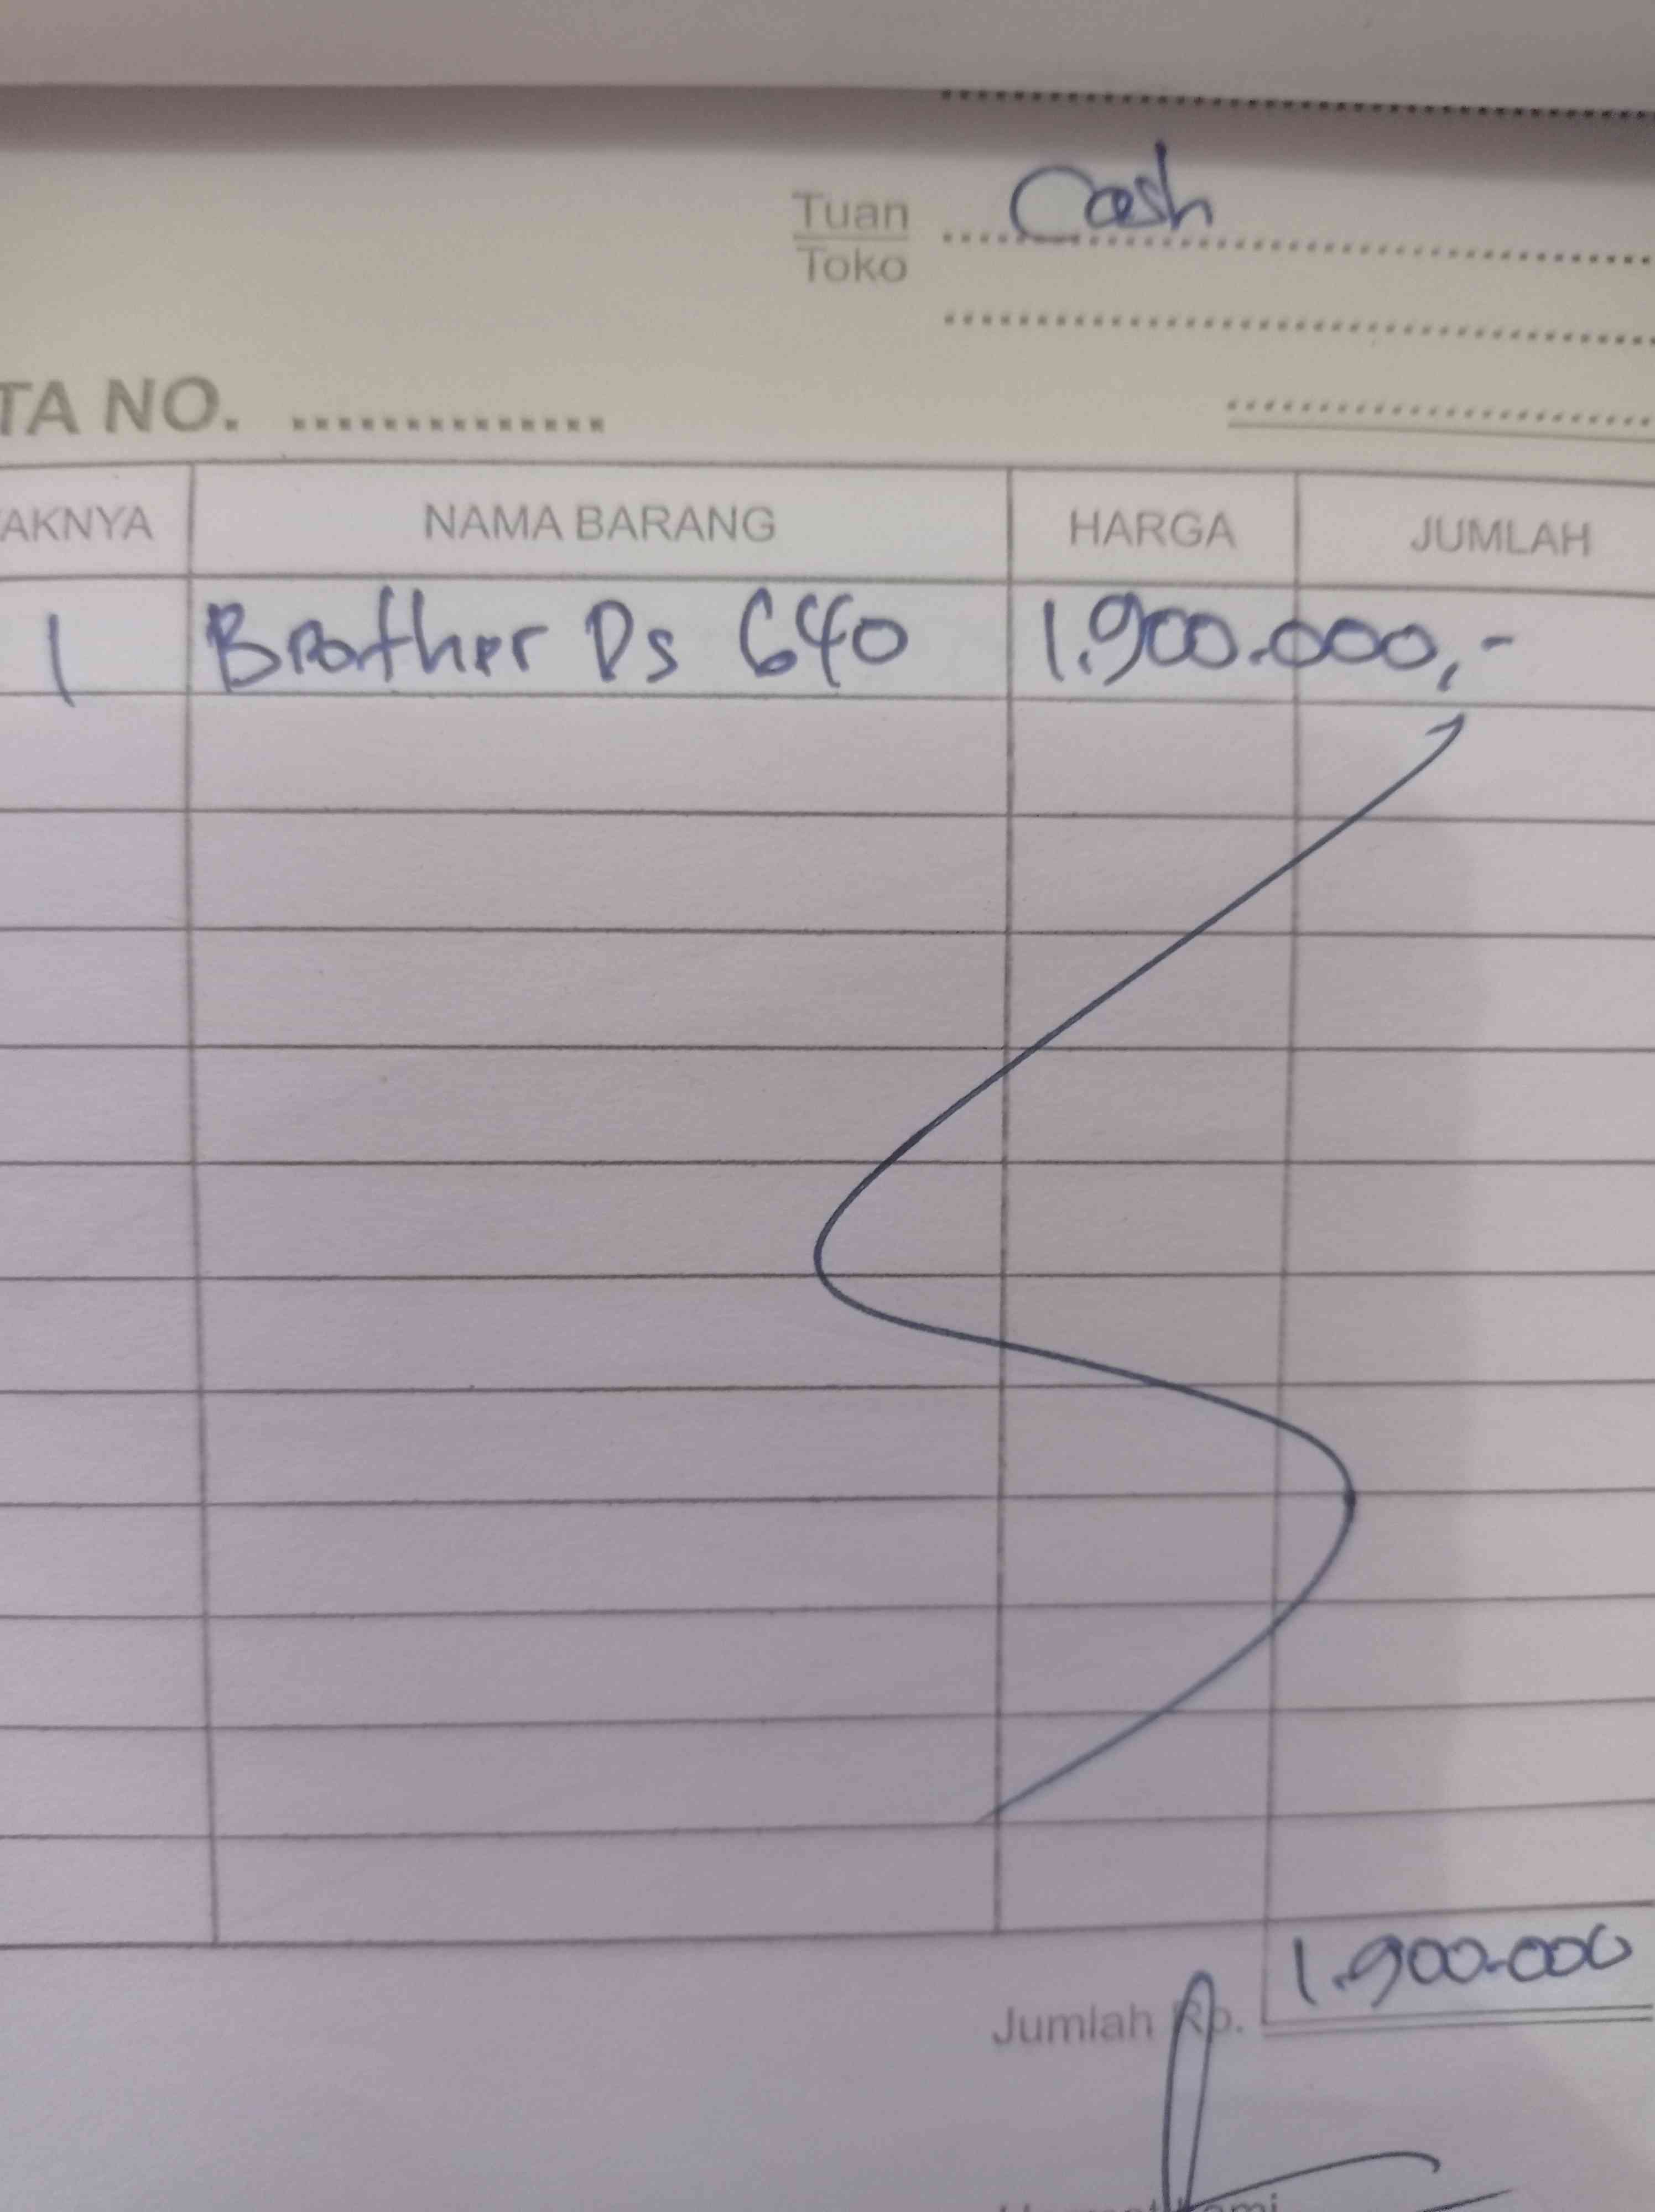 Tuan Cash
Toko
TA NO. ..............
AKNYA NAMA BARANG HARGA JUMLAH
1 Brother Ds 640 1.900.000,-
Jumlah Rp. 1.900.000